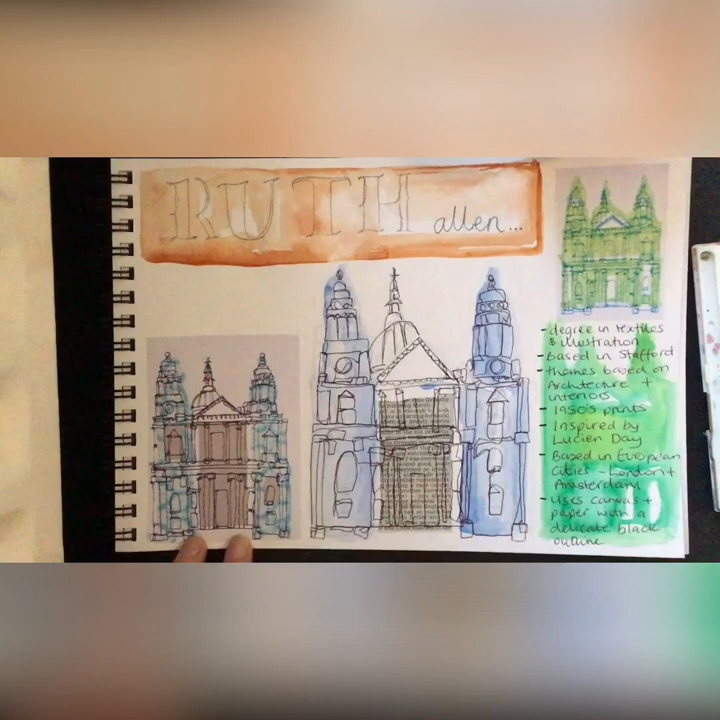 RUTH allen...
- degree in textiles
& illustration
- based in Stafford
- themes based on
Architecture +
interiors
- 1950's prints
- Inspired by
Lucien Day
- Based in European
Cities - London +
Amsterdam
- Uses Canvas +
paper with a
delicate black
outline